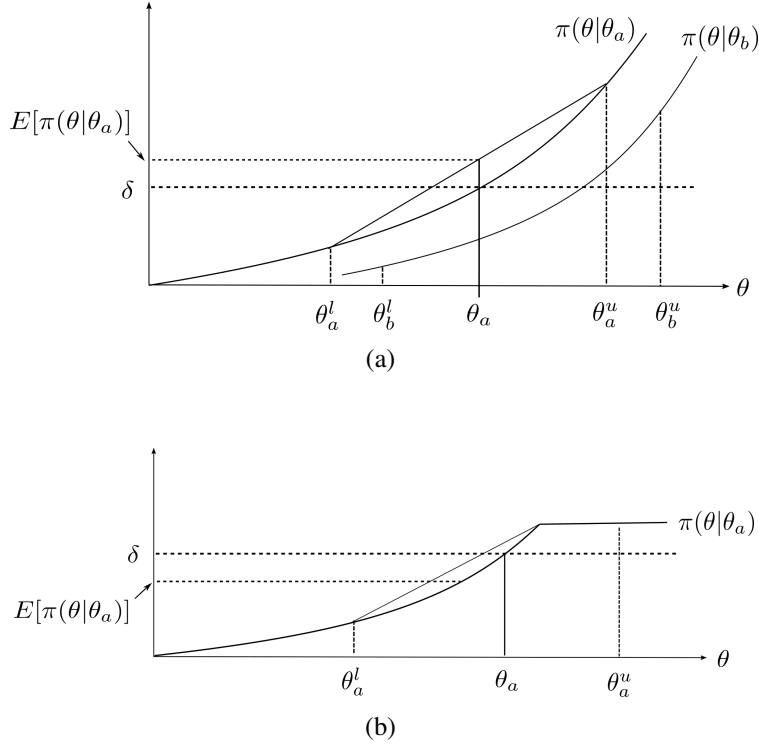 π(θ|θ_a)
π(θ|θ_b)
E[π(θ|θ_a)]
δ
θ
θ_a^l
θ_b^l
θ_a
θ_a^u
θ_b^u
(a)
π(θ|θ_a)
δ
E[π(θ|θ_a)]
θ
θ_a^l
θ_a
θ_a^u
(b)